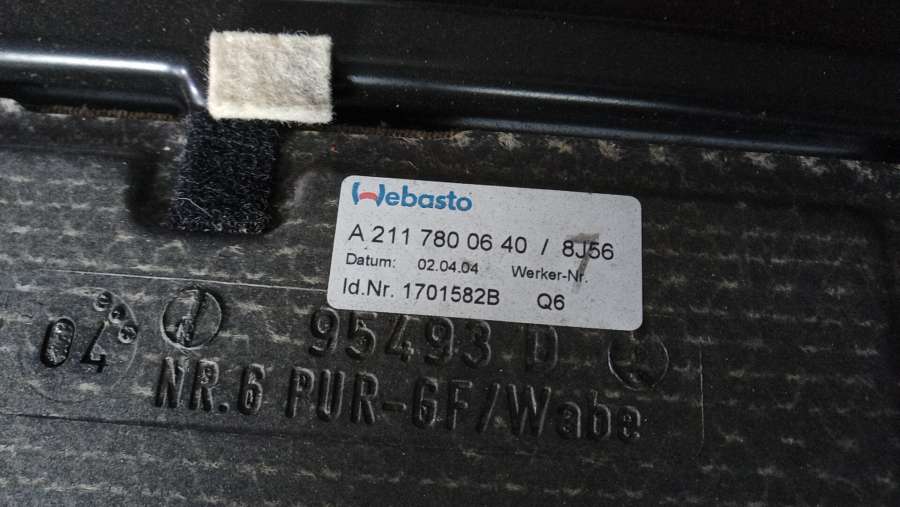 Webasto
A 211 780 06 40 / 8J56
Datum: 02.04.04 Werker-Nr.
Id.Nr. 1701582B Q6
04
95493 D
NR.6 PUR-GF/Wabe